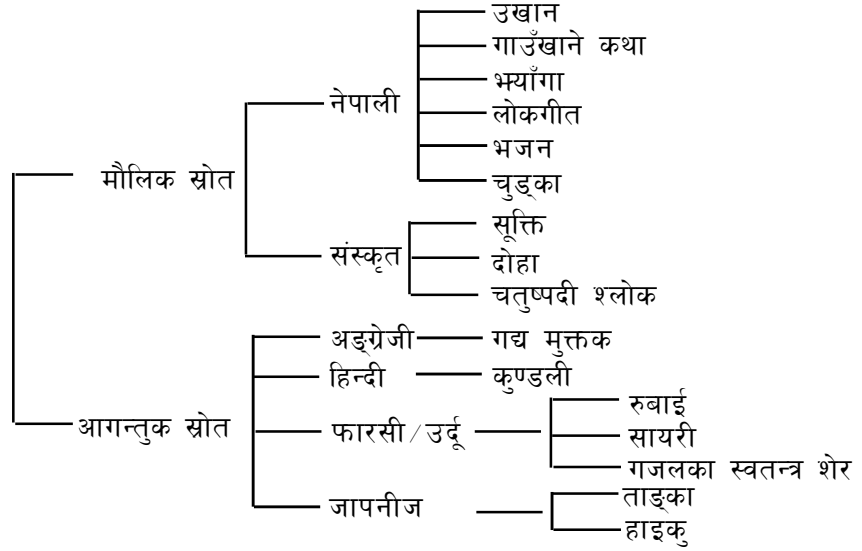 उखान
गाउँखाने कथा
भ्याँगा
नेपाली
लोकगीत
भजन
मौलिक स्रोत
चुड्का
सूक्ति
संस्कृत
दोहा
चतुष्पदी श्लोक
अङ्ग्रेजी
गद्य मुक्तक
हिन्दी
कुण्डली
रुबाई
आगन्तुक स्रोत
फारसी/उर्दू
सायरी
गजलका स्वतन्त्र शेर
जापनीज
ताङ्का
हाइकु